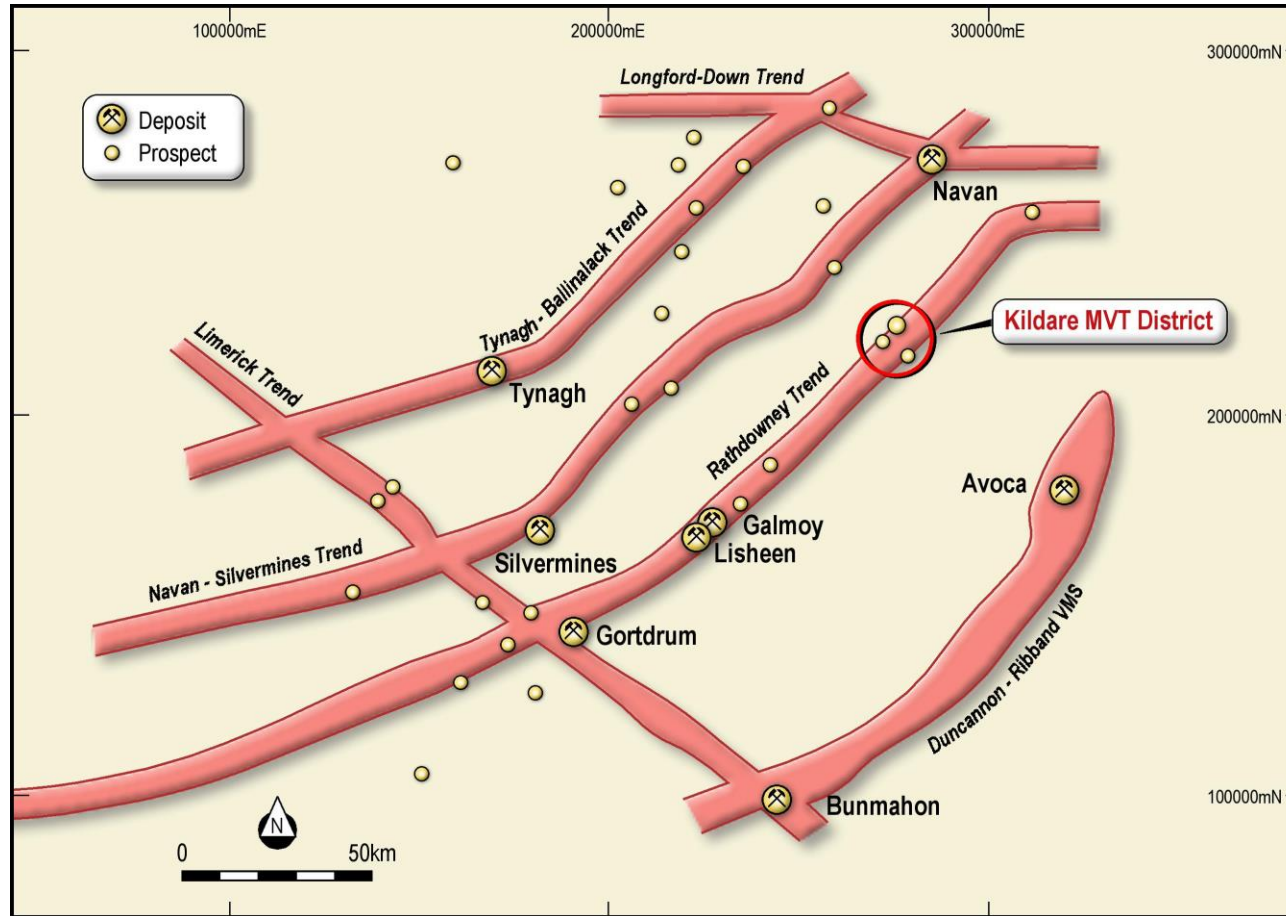 100000mE
200000mE
300000mE
300000mN
Longford-Down Trend
Deposit
Prospect
Navan
Tynagh - Ballinalack Trend
Kildare MVT District
Limerick Trend
Tynagh
Rathdowney Trend
200000mN
Avoca
Galmoy
Lisheen
Silvermines
Navan - Silvermines Trend
Gortdrum
Duncannon - Ribband VMS
Bunmahon
100000mN
N
0
50km